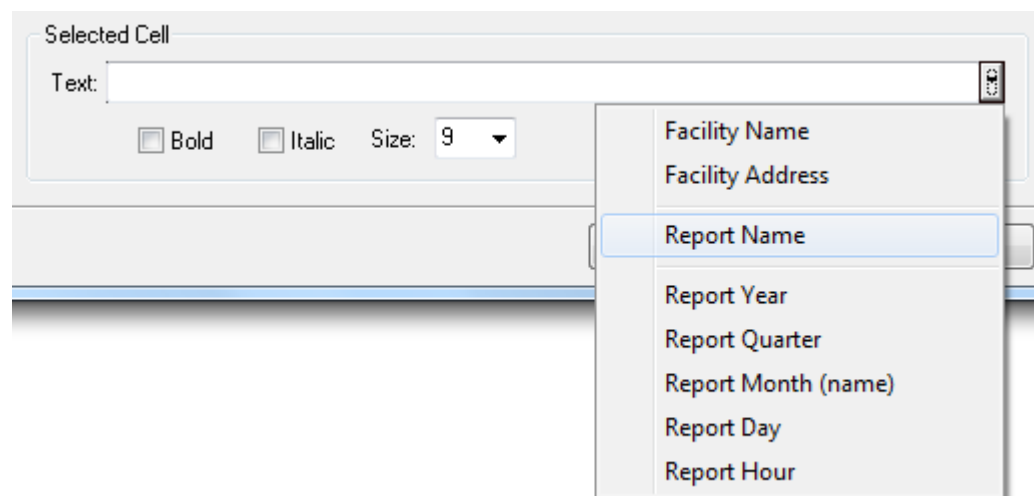 Selected Cell
Text:
Bold Italic Size: 9
Facility Name
Facility Address
Report Name
Report Year
Report Quarter
Report Month (name)
Report Day
Report Hour